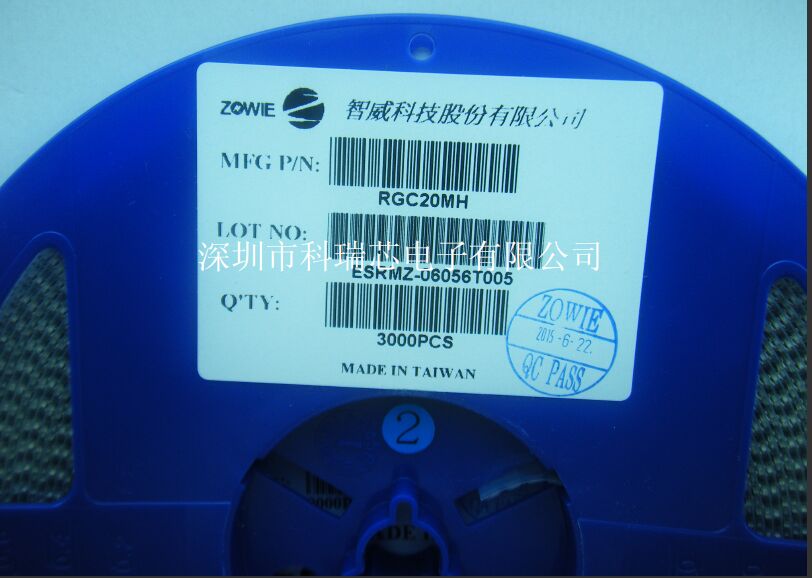 ZOWIE 智威科技股份有限公司
MFG P/N:
RGC20MH
LOT NO:
深圳市科瑞芯电子有限公司
ESRMZ-06056T005
Q'TY:
3000PCS
ZOWIE
2015-6-22.
QC PASS
MADE IN TAIWAN
2